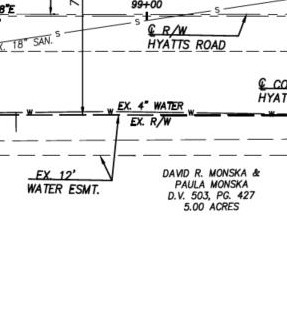 8"E
99+00
S
S
S
X. 18" SAN.
℄ R/W
HYATTS ROAD
℄ CO
HYAT
W
W
EX. 4" WATER
W
W
EX. R/W
EX. 12'
WATER ESMT.
DAVID R. MONSKA &
PAULA MONSKA
D.V. 503, PG. 427
5.00 ACRES